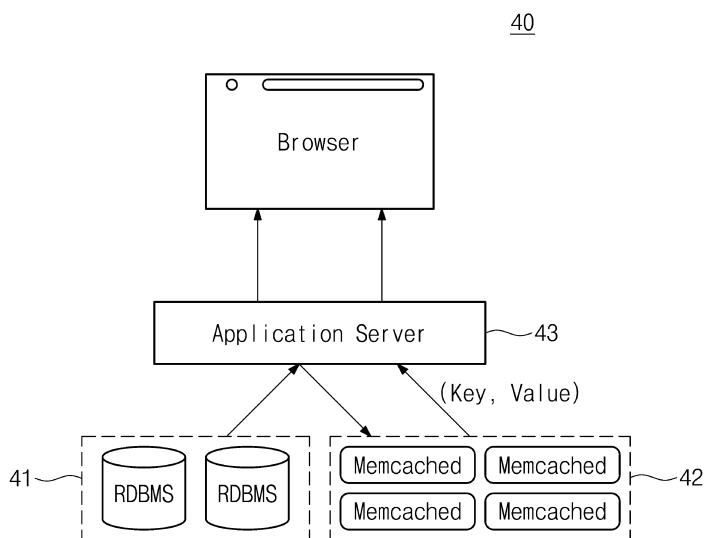 40
Browser
Application Server
43
(Key, Value)
41
RDBMS RDBMS
Memcached Memcached
42
Memcached Memcached